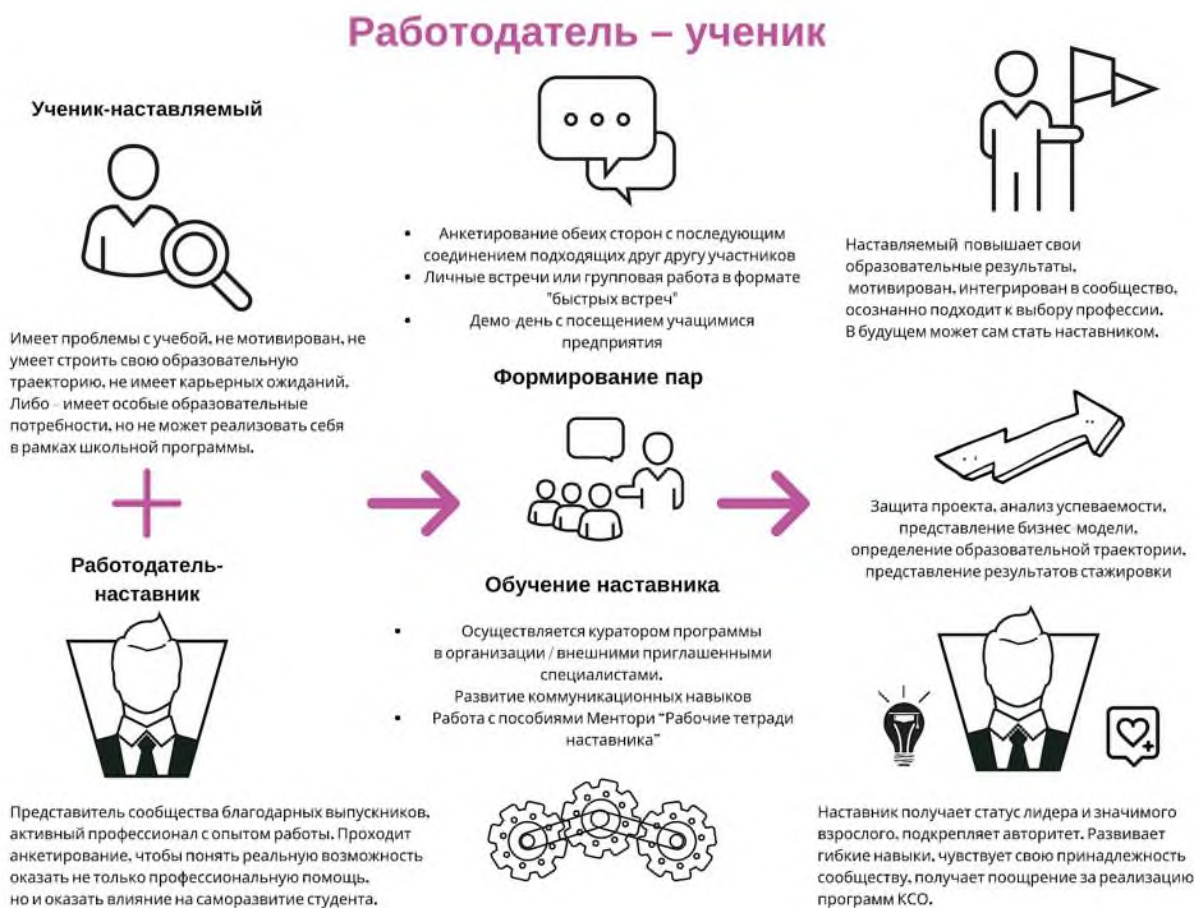 Работодатель – ученик
Ученик-наставляемый
Имеет проблемы с учебой, не мотивирован, не
умеет строить свою образовательную
траекторию, не имеет карьерных ожиданий.
Либо – имеет особые образовательные
потребности, но не может реализовать себя
в рамках школьной программы.
Работодатель-
наставник
Представитель сообщества благодарных выпускников,
активный профессионал с опытом работы. Проходит
анкетирование, чтобы понять реальную возможность
оказать не только профессиональную помощь,
но и оказать влияние на саморазвитие студента.
• Анкетирование обеих сторон с последующим
соединением подходящих друг другу участников
• Личные встречи или групповая работа в формате
"быстрых встреч"
• Демо-день с посещением учащимися
предприятия
Формирование пар
Обучение наставника
• Осуществляется куратором программы
в организации / внешними приглашенными
специалистами.
Развитие коммуникационных навыков
• Работа с пособиями Ментори "Рабочие тетради
наставника"
Наставляемый повышает свои
образовательные результаты,
мотивирован, интегрирован в сообщество,
осознанно подходит к выбору профессии.
В будущем может сам стать наставником.
Защита проекта, анализ успеваемости,
представление бизнес-модели,
определение образовательной траектории,
представление результатов стажировки
Наставник получает статус лидера и значимого
взрослого, подкрепляет авторитет. Развивает
гибкие навыки, чувствует свою принадлежность
сообществу, получает поощрение за реализацию
программ КСО.